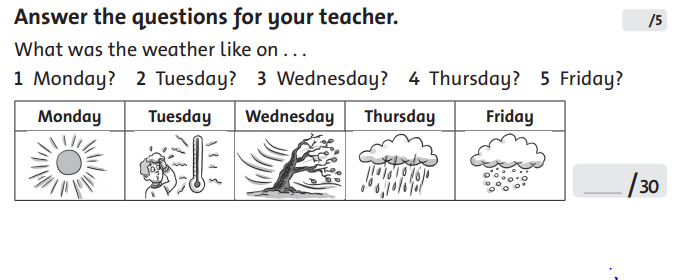 Answer the questions for your teacher.
/5
What was the weather like on . . .
1 Monday? 2 Tuesday? 3 Wednesday? 4 Thursday? 5 Friday?
Monday Tuesday Wednesday Thursday Friday
___ /30